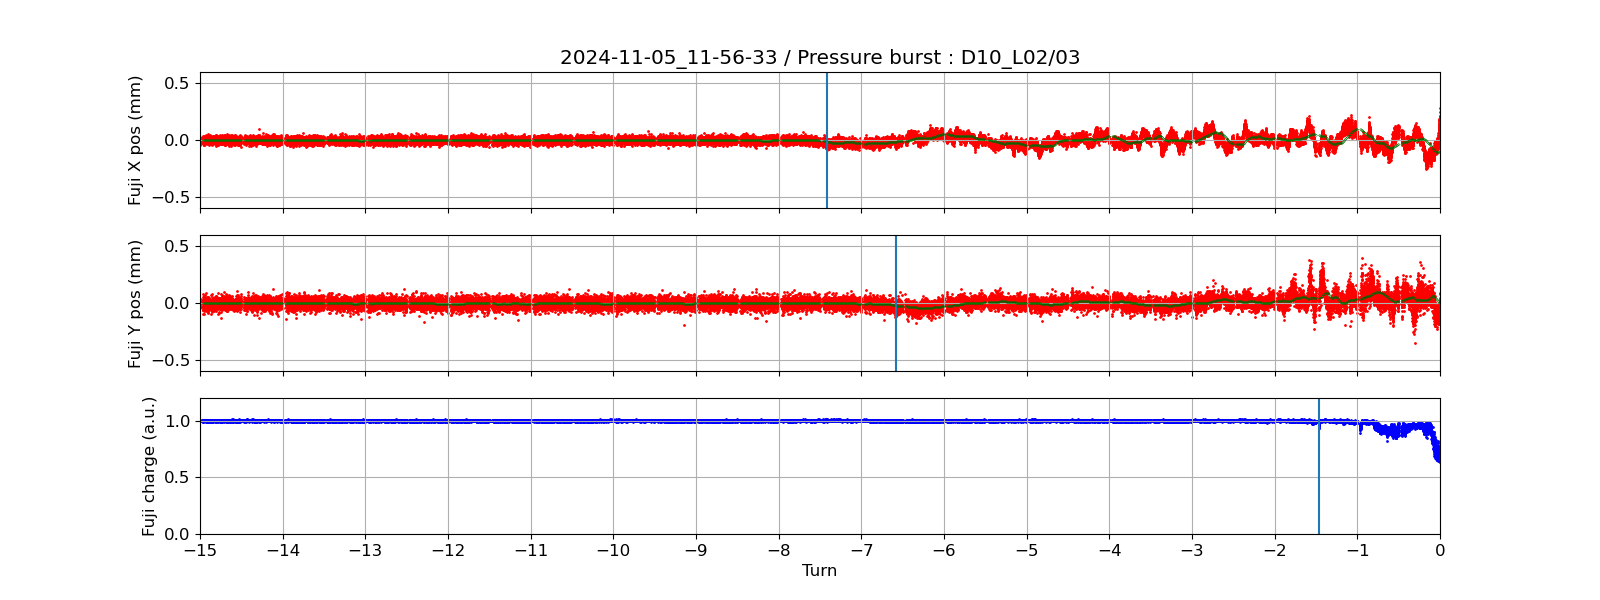 2024-11-05_11-56-33 / Pressure burst : D10_L02/03
Fuji X pos (mm)
0.5
0.0
−0.5
Fuji Y pos (mm)
0.5
0.0
−0.5
Fuji charge (a.u.)
1.0
0.5
0.0
−15 −14 −13 −12 −11 −10 −9 −8 −7 −6 −5 −4 −3 −2 −1 0
Turn